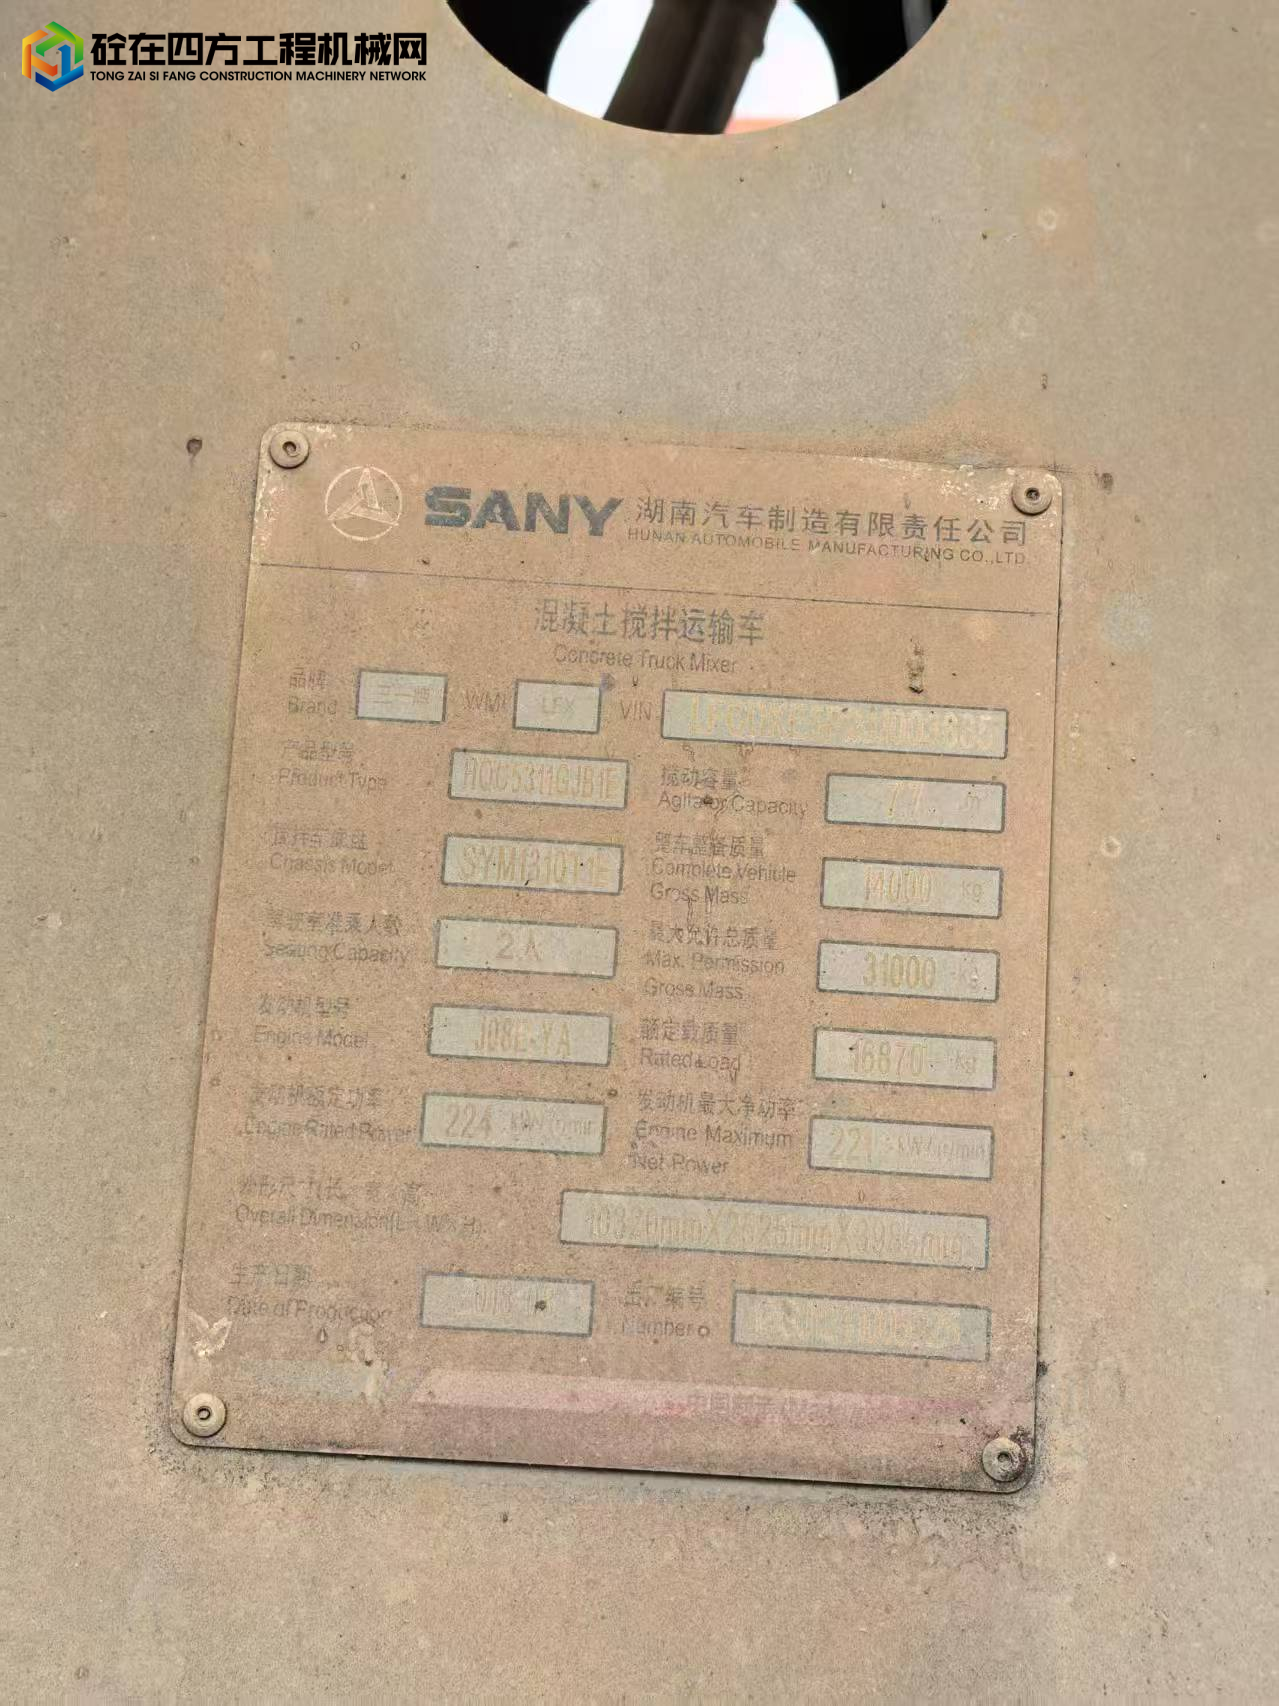 砼在四方工程机械网
TONG ZAI SI FANG CONSTRUCTION MACHINERY NETWORK
SANY 湖南汽车制造有限责任公司
HUNAN AUTOMOBILE MANUFACTURING CO.,LTD.
混凝土搅拌运输车
Concrete Truck Mixer
品牌 三一牌
Brand WMI VIN
产品型号 HQC5311GJB1E
Product Type
搅动容量
Agitator Capacity
搅拌车底盘 SYM1310T1E
Chassis Model
整车整备质量 14000 kg
Complete Vehicle
Gross Mass
驾驶室准乘人数 2人
Seating Capacity
最大允许总质量 31000 kg
Max. Permission
Gross Mass
发动机型号 J08E-YA
Engine Model
额定载质量 16870 kg
Rated Load
发动机额定功率 224 kW/(r/min)
Engine Rated Power
发动机最大净功率 221 kW/(r/min)
Engine Maximum
Net Power
外形尺寸(长×宽×高)
Overall Dimension(L×W×H)
生产日期
Date of Production
出厂编号
Number